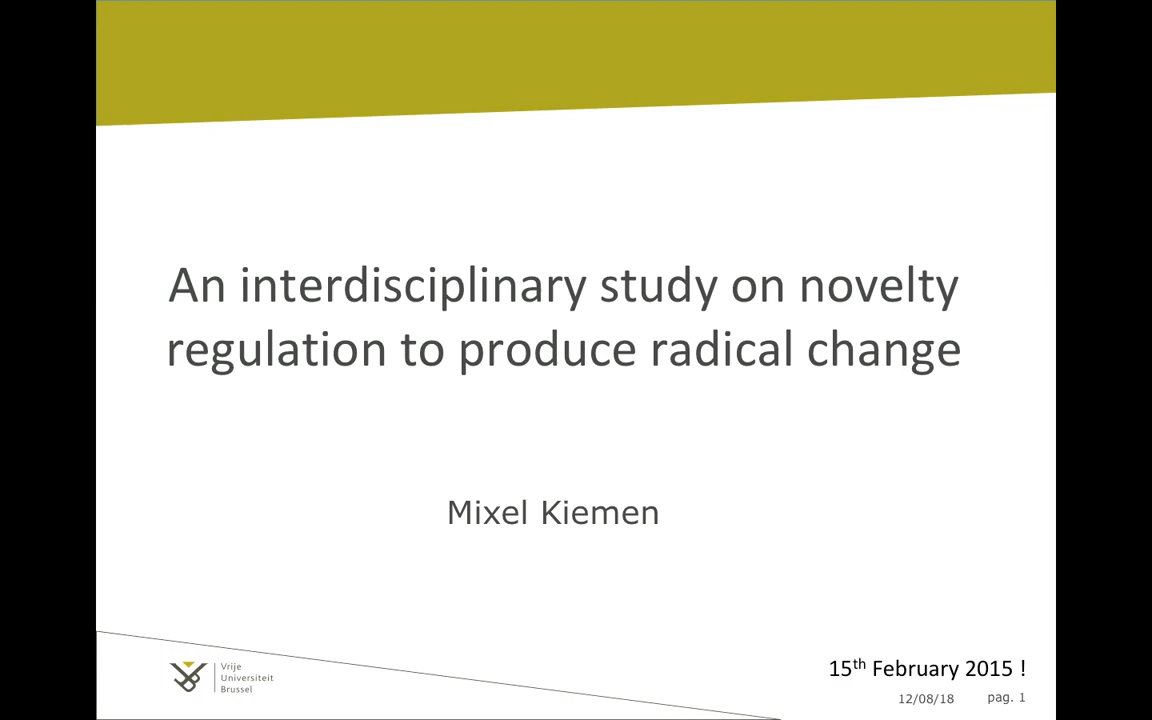 An interdisciplinary study on novelty
regulation to produce radical change
Mixel Kiemen
Vrije
Universiteit
Brussel
15th February 2015 !
12/08/18 pag. 1